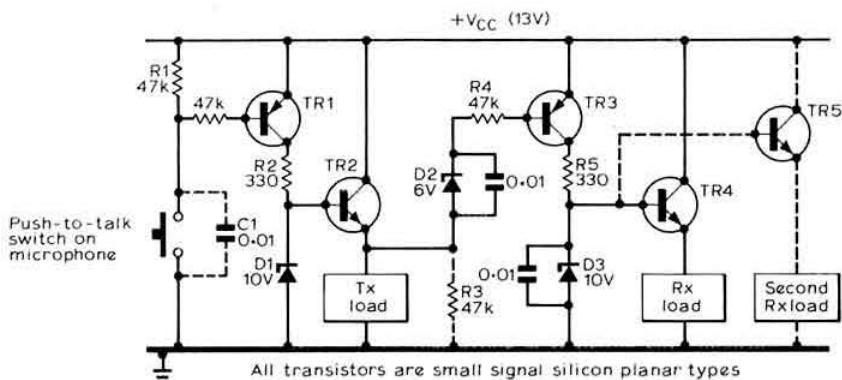 +VCC (13V)
R1
47k
47k
TR1
R2
330
TR2
D1
10V
Tx
load
R4
47k
TR3
D2
6V
0·01
R5
330
TR4
TR5
Push-to-talk
switch on
microphone
C1
0·01
R3
47k
0·01
D3
10V
Rx
load
Second
Rx load
All transistors are small signal silicon planar types